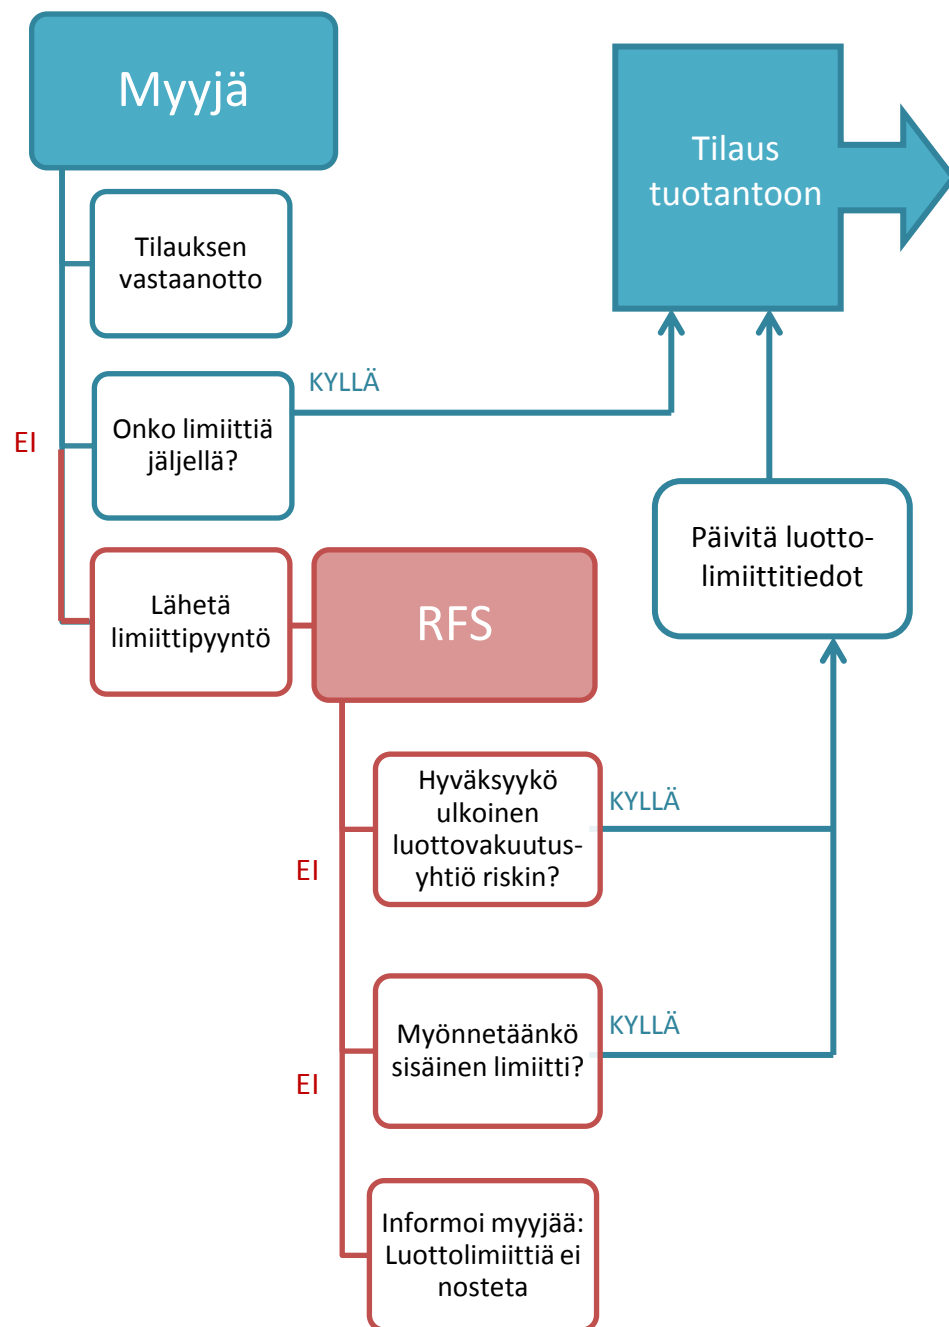 Myyjä
Tilaus
tuotantoon
Tilauksen
vastaanotto
KYLLÄ
Onko limiittiä
jäljellä?
EI
Päivitä luotto-
limiittitiedot
Lähetä
limiittipyyntö
RFS
Hyväksyykö
ulkoinen
luottovakuutus-
yhtiö riskin?
KYLLÄ
EI
Myönnetäänkö
sisäinen limiitti?
KYLLÄ
EI
Informoi myyjää:
Luottolimiittiä ei
nosteta